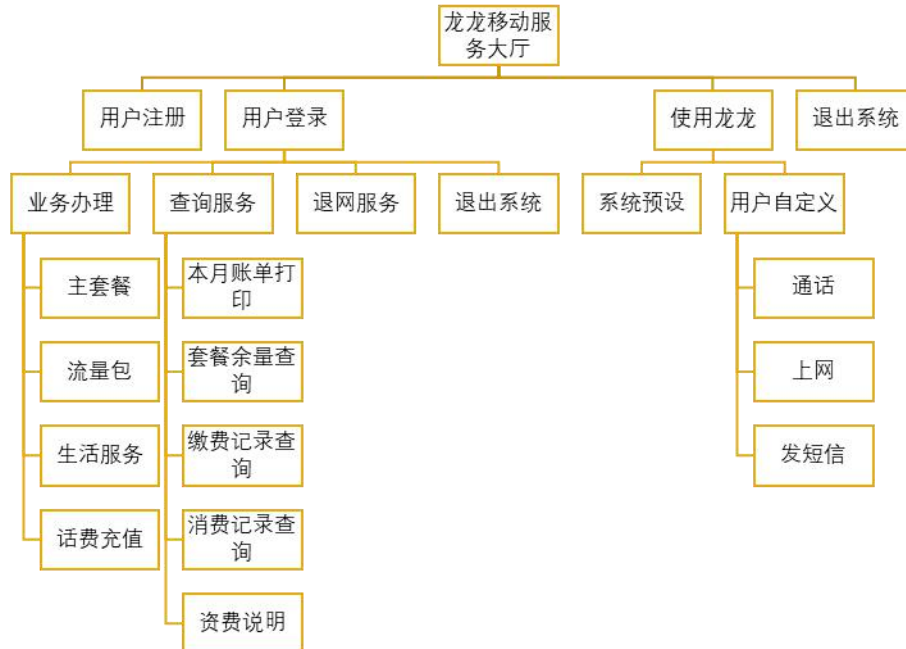 龙龙移动服
务大厅
用户注册
用户登录
使用龙龙
退出系统
业务办理
查询服务
退网服务
退出系统
系统预设
用户自定义
主套餐
本月账单打
印
通话
流量包
套餐余量查
询
上网
生活服务
缴费记录查
询
发短信
话费充值
消费记录查
询
资费说明